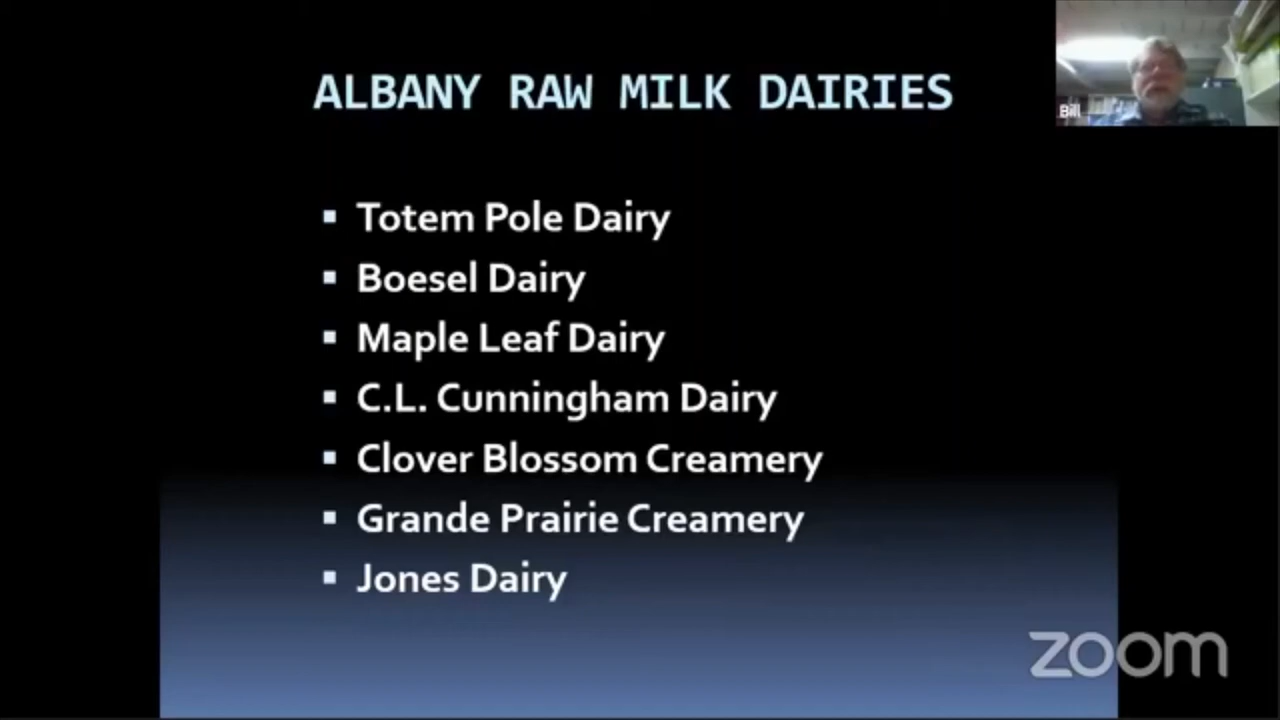 ALBANY RAW MILK DAIRIES
Bill
Totem Pole Dairy
Boesel Dairy
Maple Leaf Dairy
C.L. Cunningham Dairy
Clover Blossom Creamery
Grande Prairie Creamery
Jones Dairy
zoom